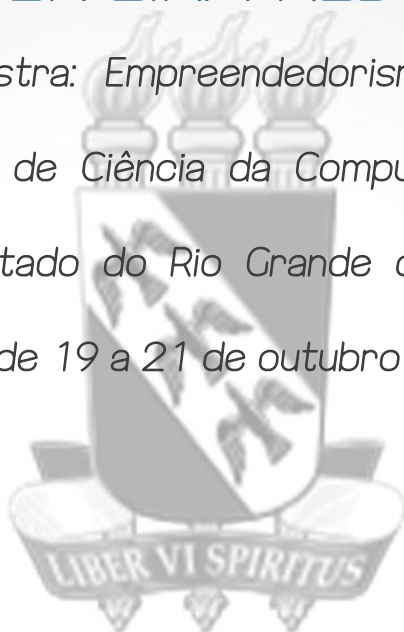 stra: Empreendedorism
de Ciência da Compu
tado do Rio Grande d
de 19 a 21 de outubro
LIBER VI SPIRITUS